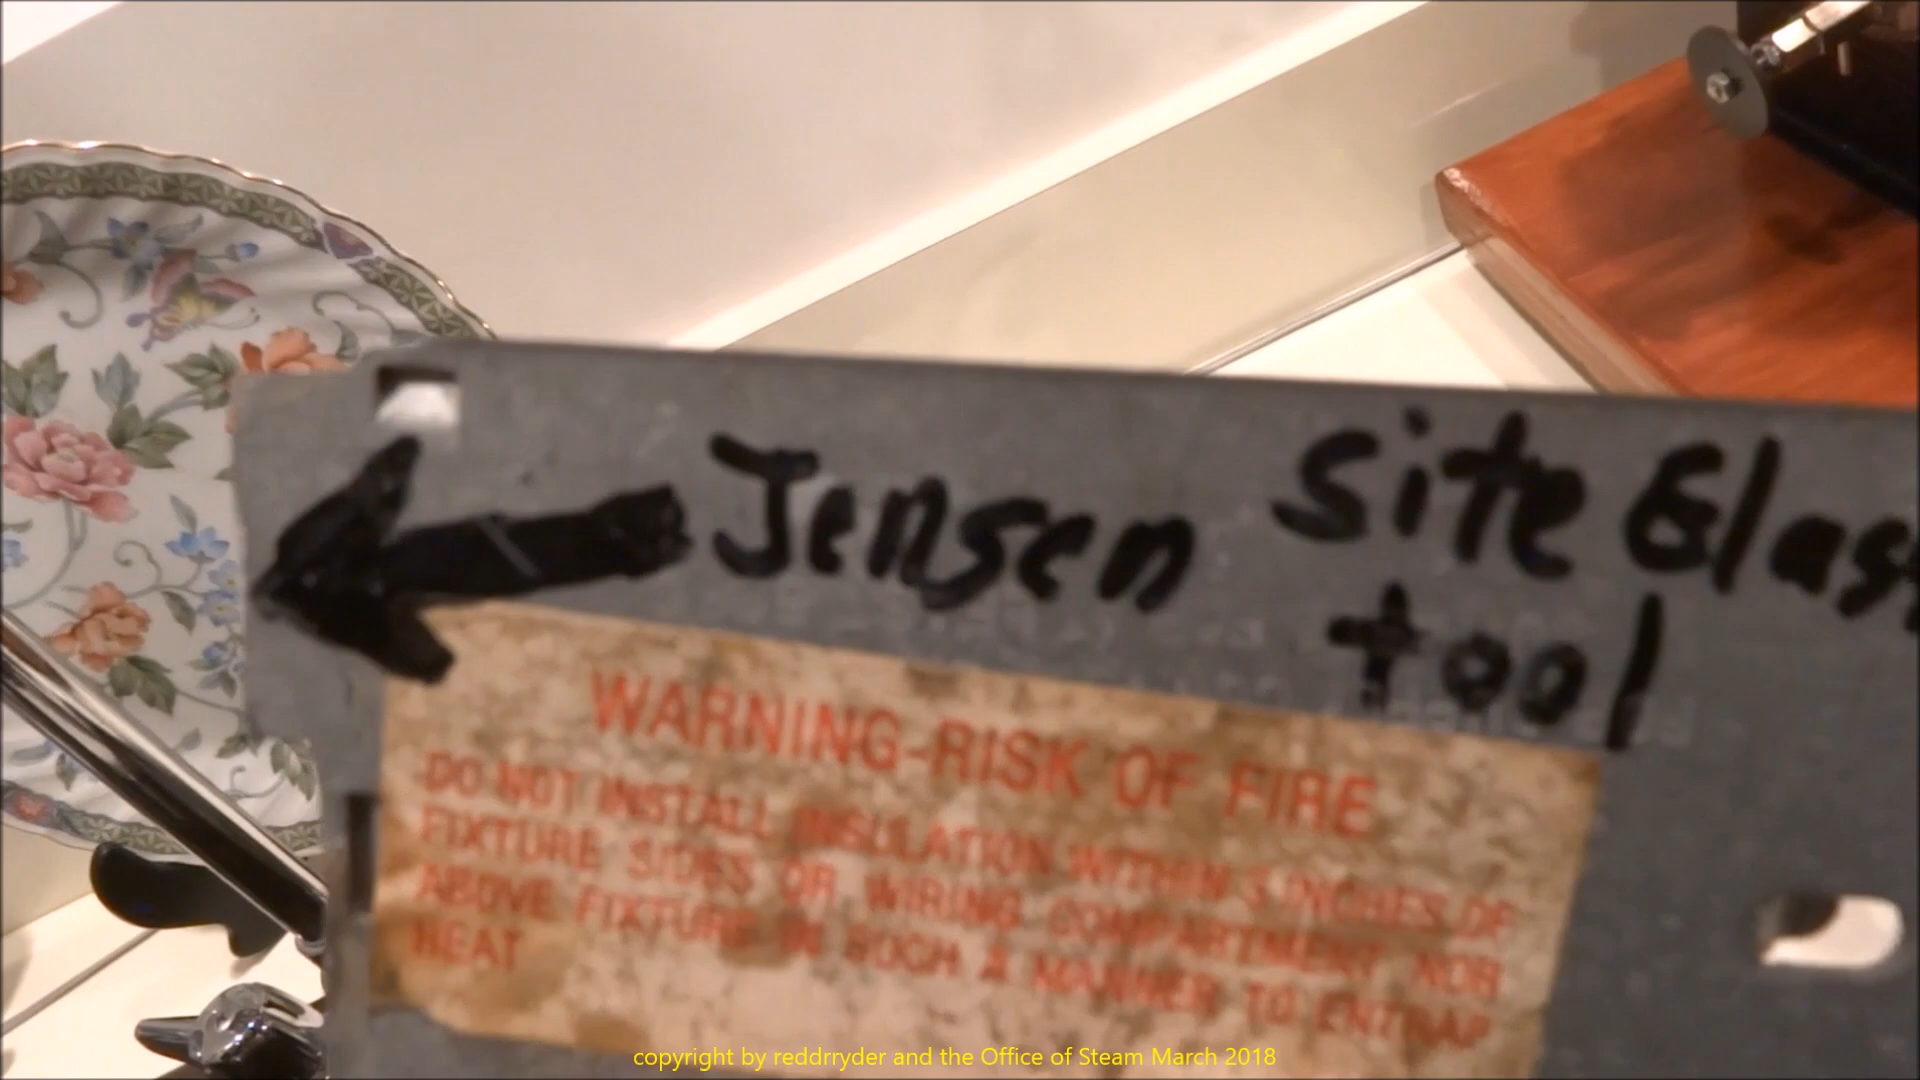 Jensen Site Glass
tool
WARNING-RISK OF FIRE
DO NOT INSTALL INSULATION WITHIN 3 INCHES OF
FIXTURE SIDES OR WIRING COMPARTMENT NOR
ABOVE FIXTURE IN SUCH A MANNER TO ENTRAP
HEAT
copyright by reddrryder and the Office of Steam March 2018